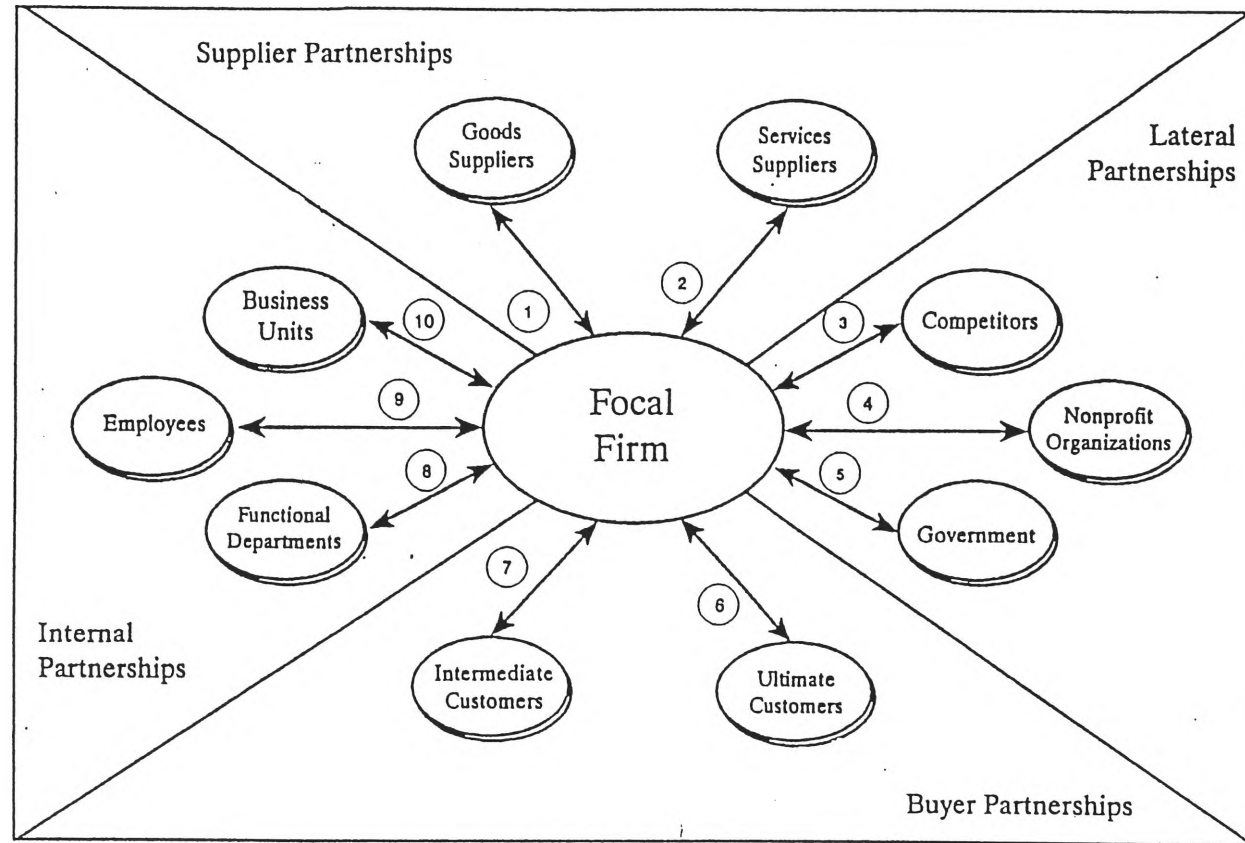 Supplier Partnerships
Goods
Suppliers
Services
Suppliers
Lateral
Partnerships
Business
Units
10
1
2
3
Competitors
Employees
9
Focal
Firm
4
Nonprofit
Organizations
Functional
Departments
8
5
Government
7
6
Internal
Partnerships
Intermediate
Customers
Ultimate
Customers
Buyer Partnerships